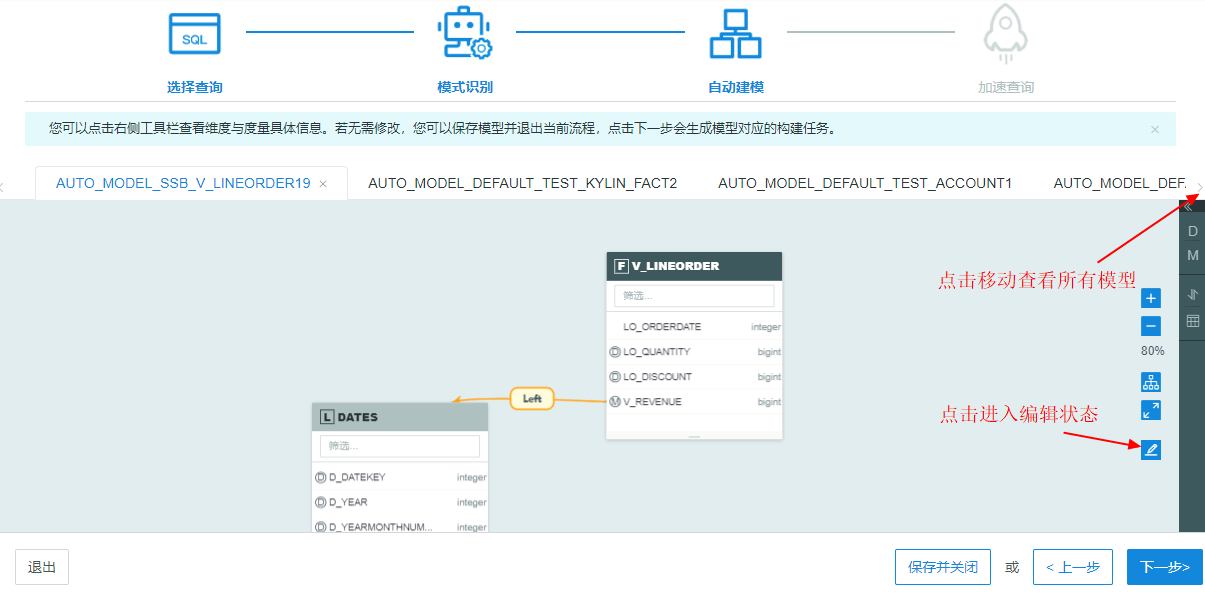 SQL
选择查询
模式识别
自动建模
加速查询
您可以点击右侧工具栏查看维度与度量具体信息。若无需修改，您可以保存模型并退出当前流程，点击下一步会生成模型对应的构建任务。
AUTO_MODEL_SSB_V_LINEORDER19 ×
AUTO_MODEL_DEFAULT_TEST_KYLIN_FACT2
AUTO_MODEL_DEFAULT_TEST_ACCOUNT1
AUTO_MODEL_DEF.
D
M
点击移动查看所有模型
80%
点击进入编辑状态
F V_LINEORDER
筛选...
LO_ORDERDATE integer
D LO_QUANTITY bigint
D LO_DISCOUNT bigint
M V_REVENUE bigint
Left
L DATES
筛选...
D D_DATEKEY integer
D D_YEAR integer
D D_YEARMONTHNUM... integer
退出
保存并关闭
或
< 上一步
下一步>